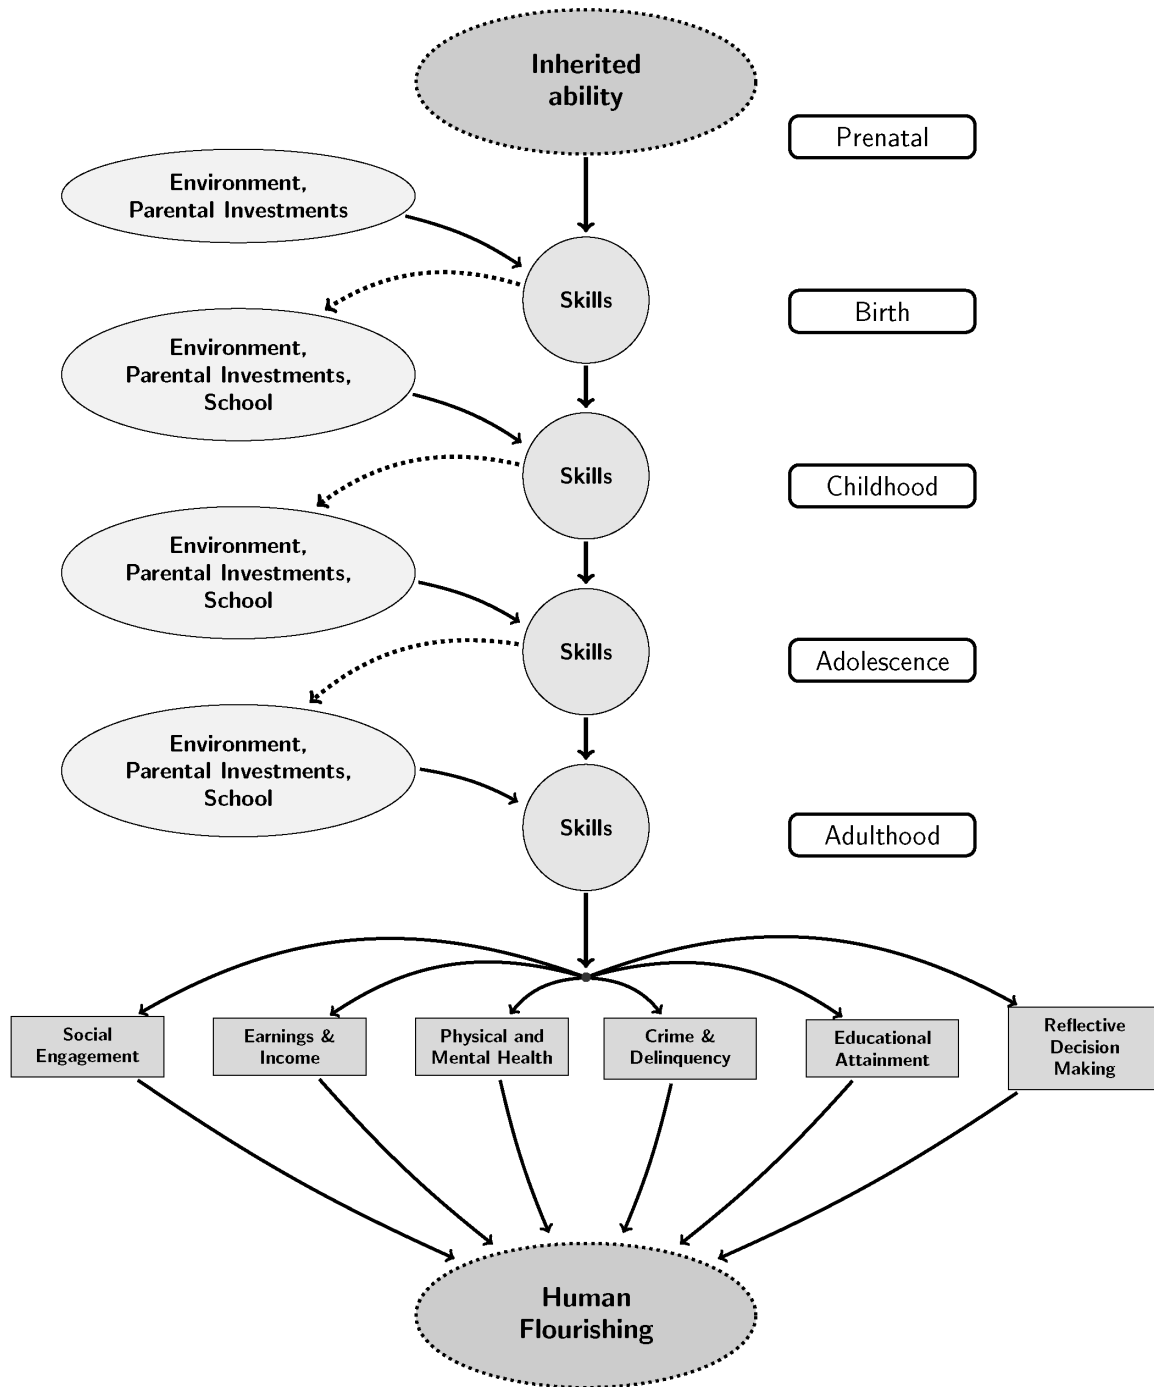 Inherited
ability
Prenatal
Environment,
Parental Investments
Skills
Birth
Environment,
Parental Investments,
School
Skills
Childhood
Environment,
Parental Investments,
School
Skills
Adolescence
Environment,
Parental Investments,
School
Skills
Adulthood
Social
Engagement
Earnings &
Income
Physical and
Mental Health
Crime &
Delinquency
Educational
Attainment
Reflective
Decision
Making
Human
Flourishing